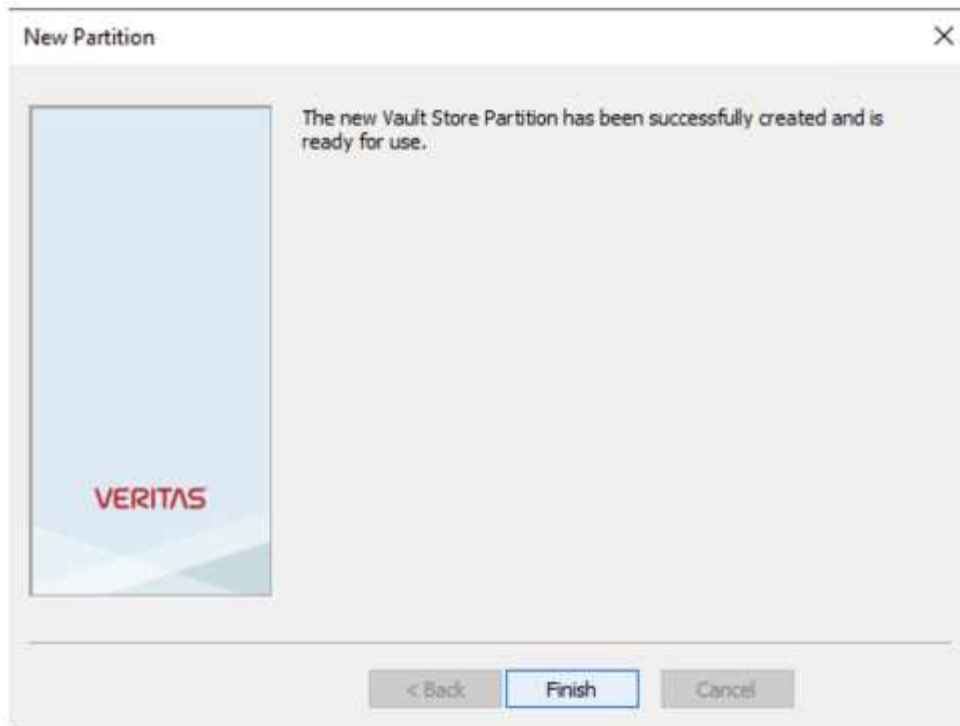 New Partition
The new Vault Store Partition has been successfully created and is
ready for use.
VERITAS
< Back
Finish
Cancel